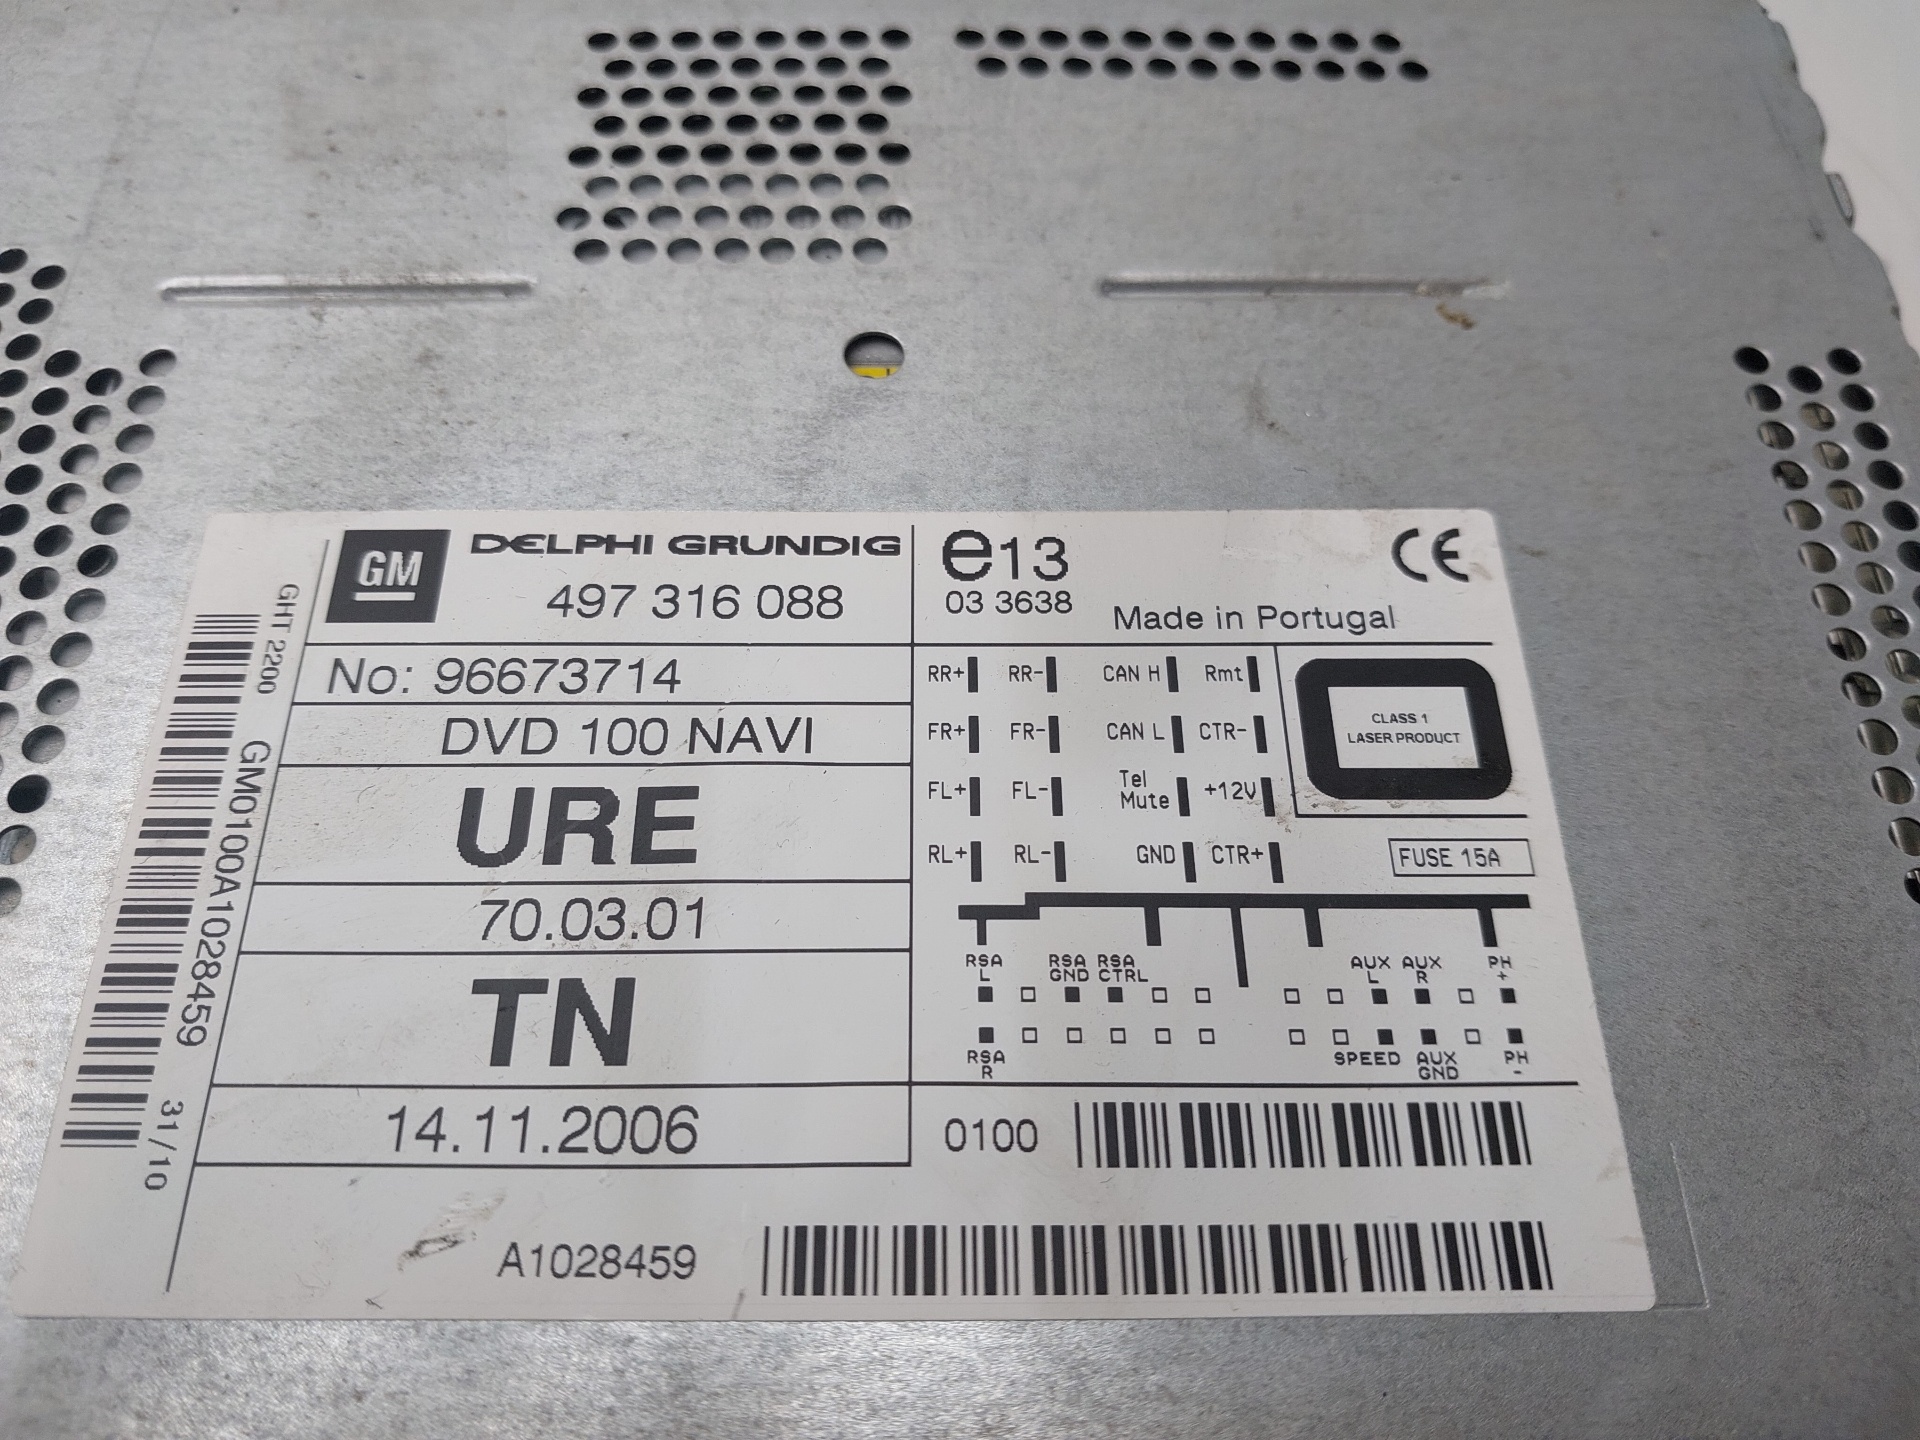 GM
DELPHI GRUNDIG
497 316 088
e13
03 3638
CE
Made in Portugal
No: 96673714
DVD 100 NAVI
URE
70.03.01
TN
14.11.2006
RR+ RR- CAN H Rmt
FR+ FR- CAN L CTR-
FL+ FL- Tel Mute +12V
RL+ RL- GND CTR+
CLASS 1
LASER PRODUCT
FUSE 15A
RSA L RSA GND RSA CTRL AUX L AUX R PH +
RSA R SPEED AUX GND PH -
0100
A1028459
GHT 2200
GM0100A1028459 31/10